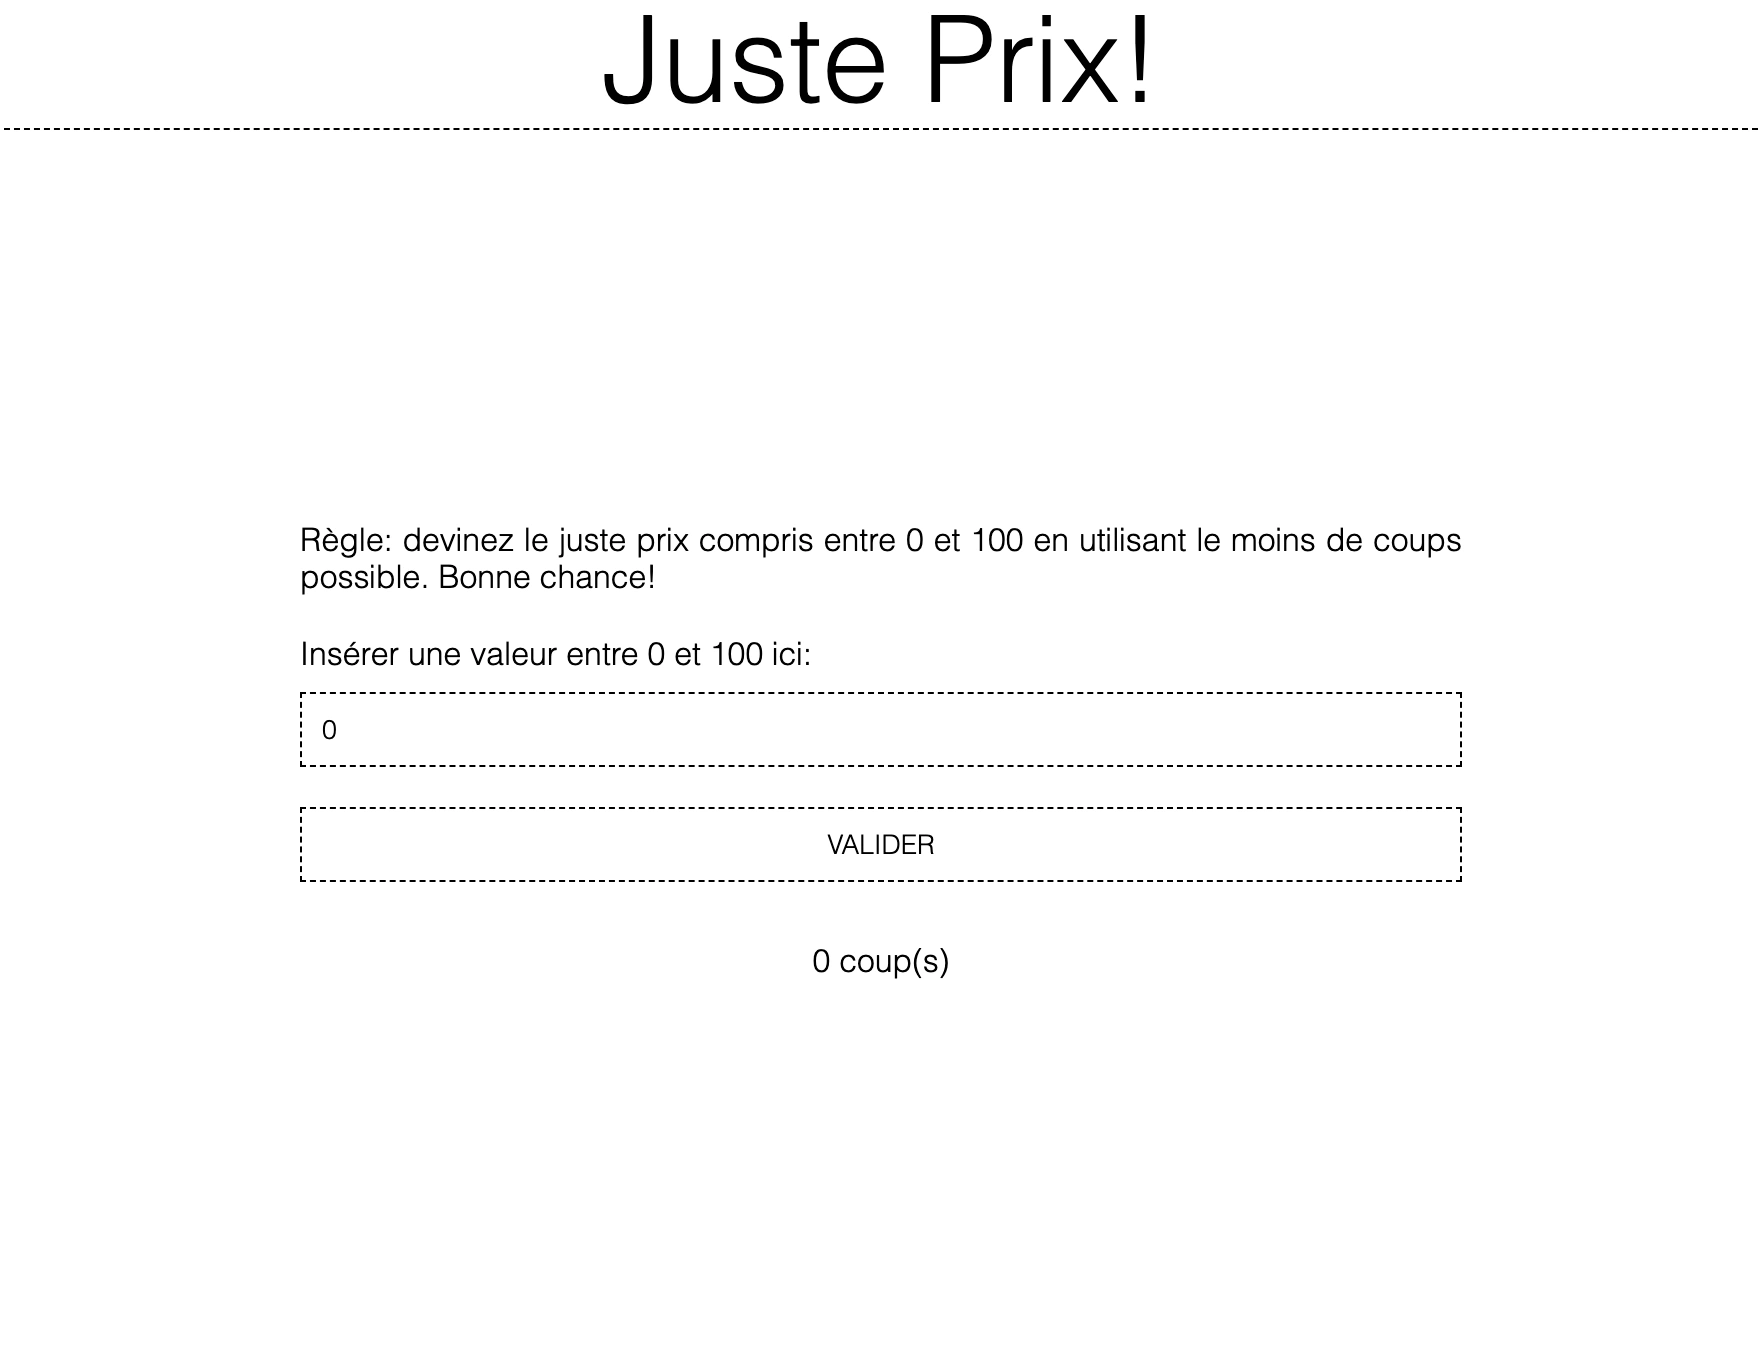 Juste Prix!
Règle: devinez le juste prix compris entre 0 et 100 en utilisant le moins de coups
possible. Bonne chance!
Insérer une valeur entre 0 et 100 ici:
0
VALIDER
0 coup(s)